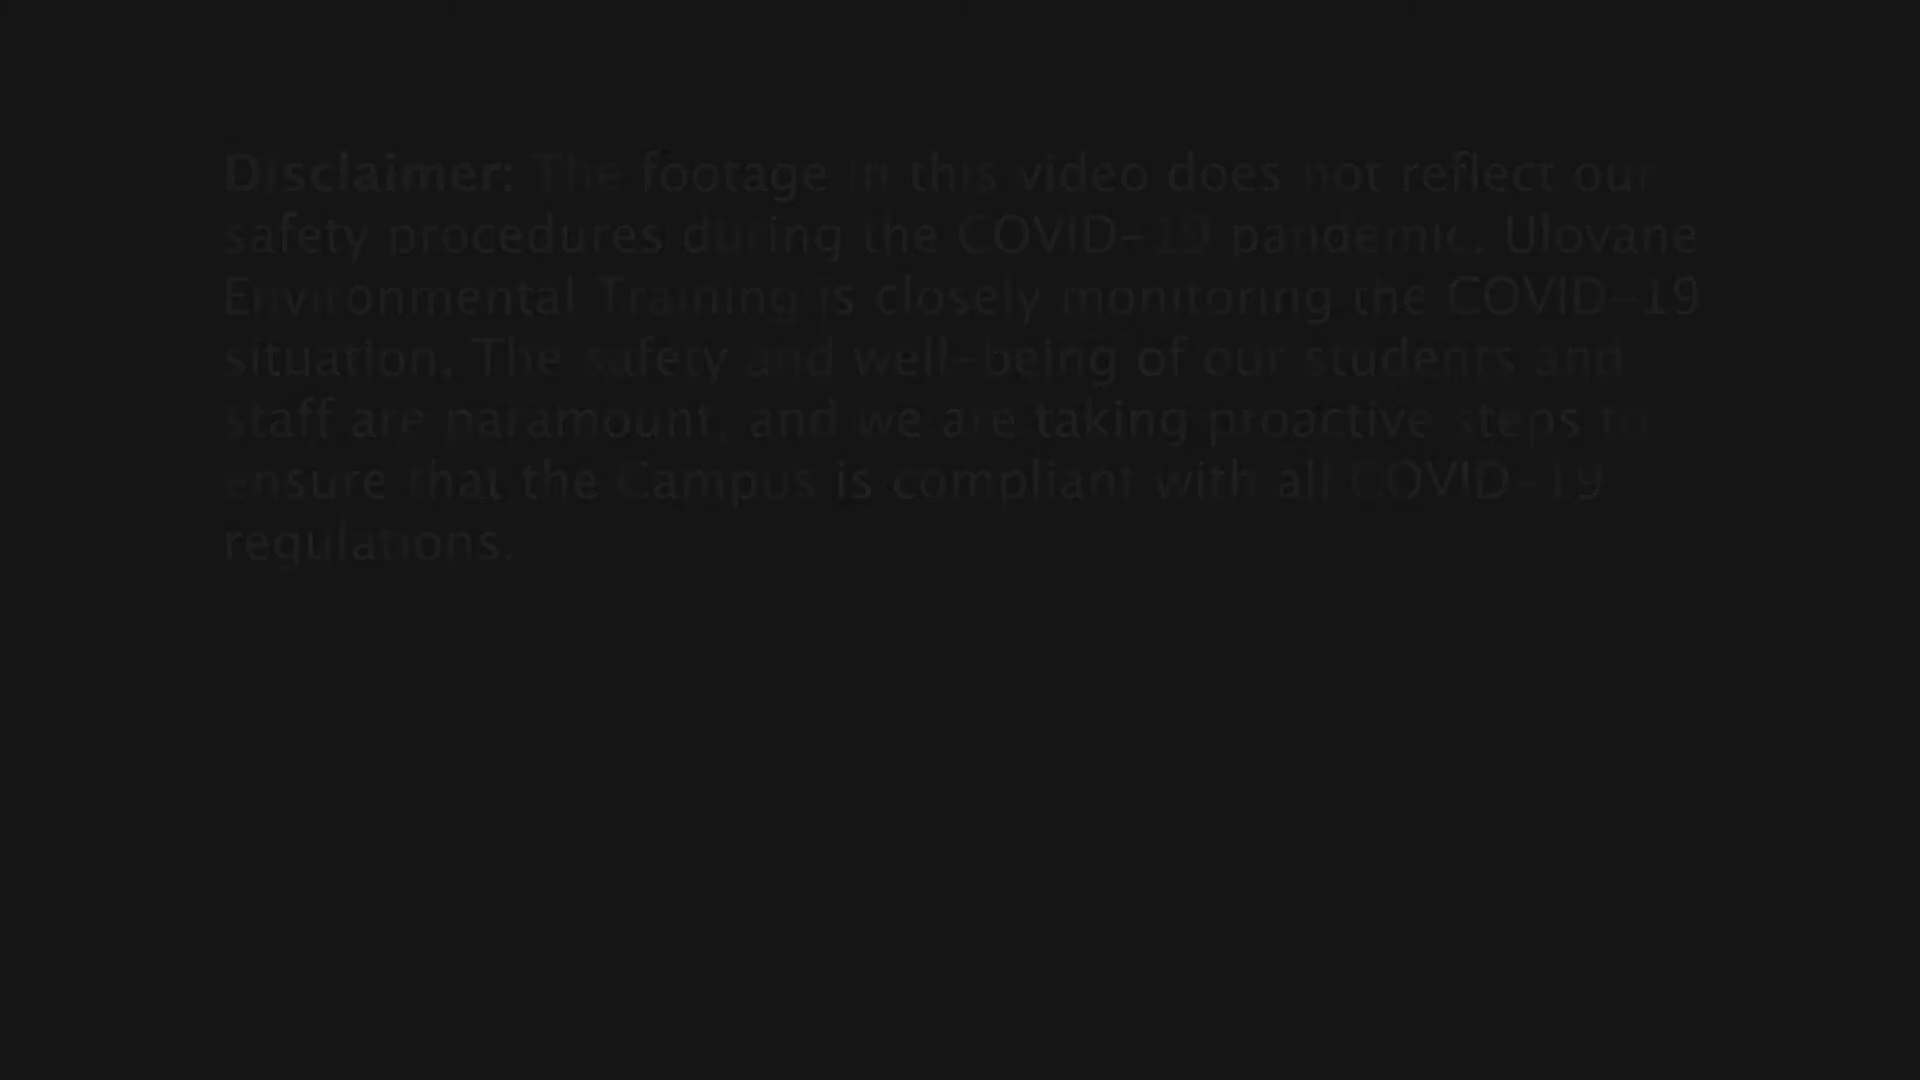 Disclaimer: The footage in this video does not reflect our
safety procedures during the COVID-19 pandemic. Ulovane
Environmental Training is closely monitoring the COVID-19
situation. The safety and well-being of our students and
staff are paramount, and we are taking proactive steps to
ensure that the Campus is compliant with all COVID-19
regulations.